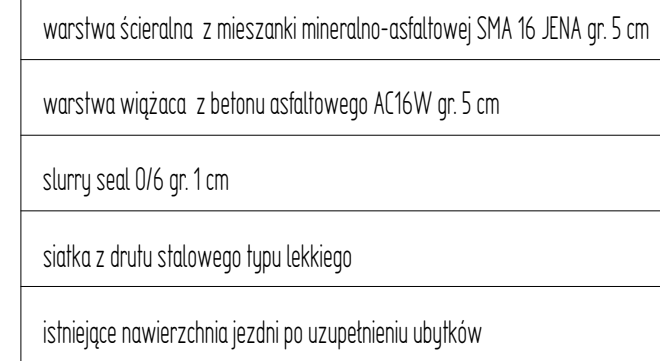 warstwa ścieralna z mieszanki mineralno-asfaltowej SMA 16 JENA gr. 5 cm
warstwa wiążaca z betonu asfaltowego AC16W gr. 5 cm
slurry seal 0/6 gr. 1 cm
siatka z drutu stalowego typu lekkiego
istniejące nawierzchnia jezdni po uzupełnieniu ubytków